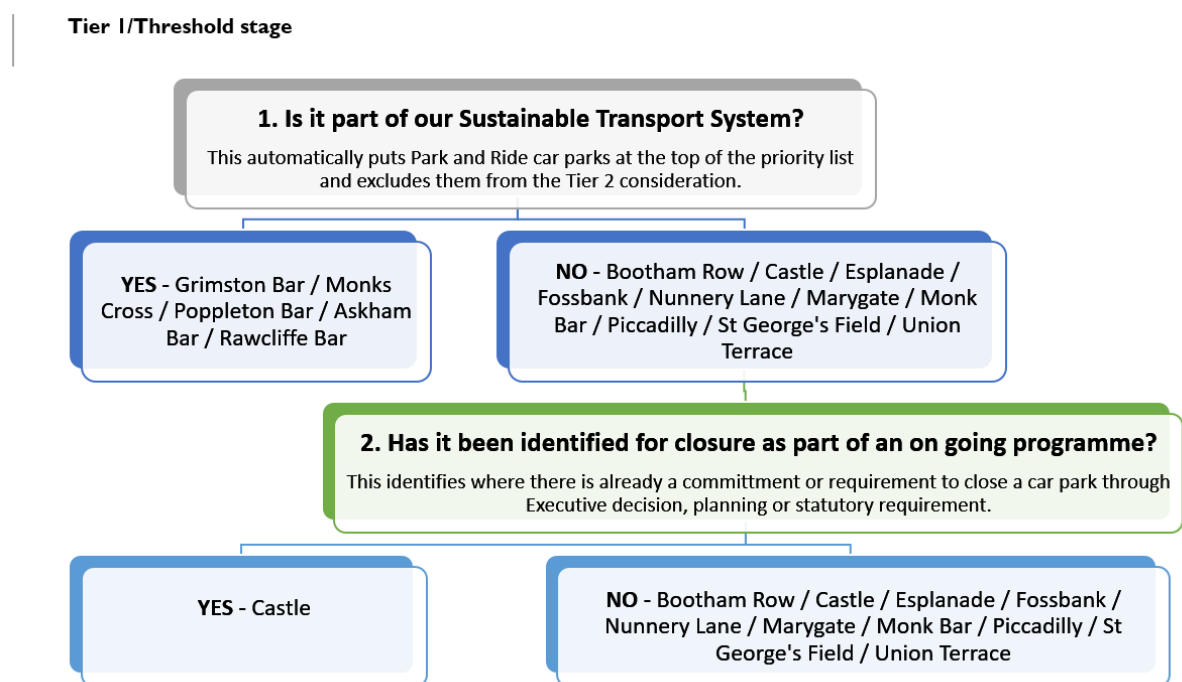 Tier 1/Threshold stage
1. Is it part of our Sustainable Transport System?
This automatically puts Park and Ride car parks at the top of the priority list
and excludes them from the Tier 2 consideration.
YES - Grimston Bar / Monks
Cross / Poppleton Bar / Askham
Bar / Rawcliffe Bar
NO - Bootham Row / Castle / Esplanade /
Fossbank / Nunnery Lane / Marygate / Monk
Bar / Piccadilly / St George's Field / Union
Terrace
2. Has it been identified for closure as part of an on going programme?
This identifies where there is already a committment or requirement to close a car park through
Executive decision, planning or statutory requirement.
YES - Castle
NO - Bootham Row / Castle / Esplanade / Fossbank /
Nunnery Lane / Marygate / Monk Bar / Piccadilly / St
George's Field / Union Terrace